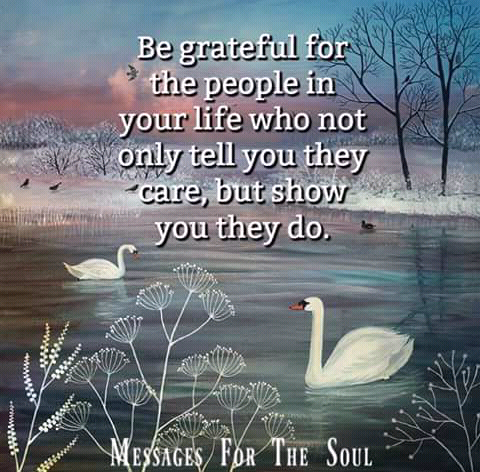 Be grateful for
the people in
your life who not
only tell you they
care, but show
you they do.
Messages For The Soul